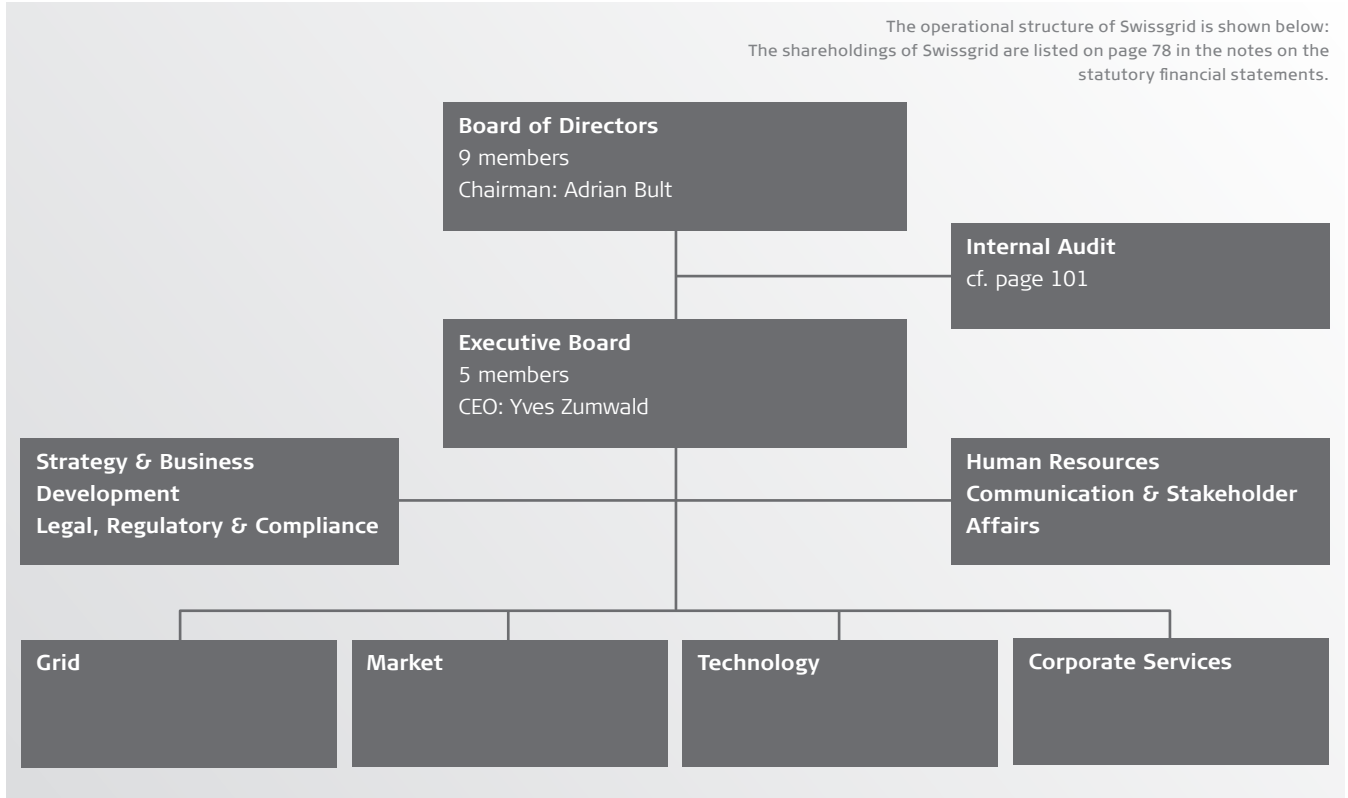 The operational structure of Swissgrid is shown below:
The shareholdings of Swissgrid are listed on page 78 in the notes on the
statutory financial statements.
Board of Directors
9 members
Chairman: Adrian Bult
Internal Audit
cf. page 101
Executive Board
5 members
CEO: Yves Zumwald
Strategy & Business
Development
Legal, Regulatory & Compliance
Human Resources
Communication & Stakeholder
Affairs
Grid
Market
Technology
Corporate Services